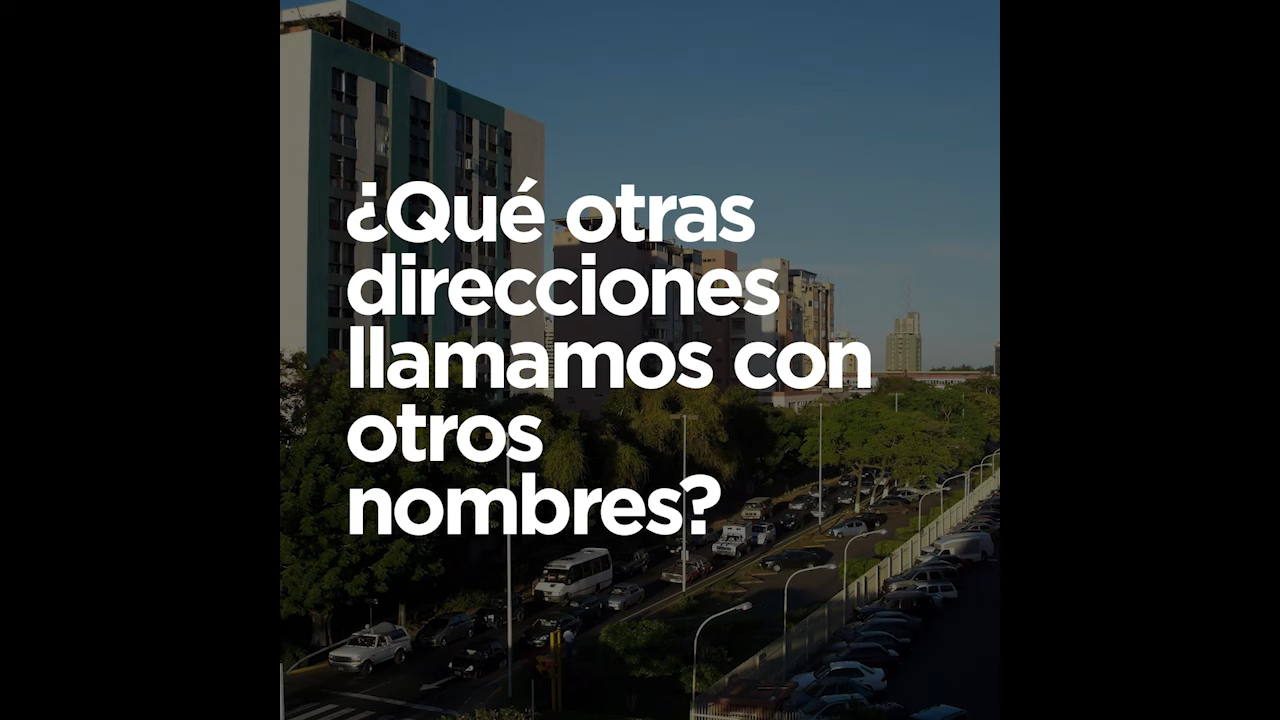 ¿Qué otras
direcciones
llamamos con
otros
nombres?